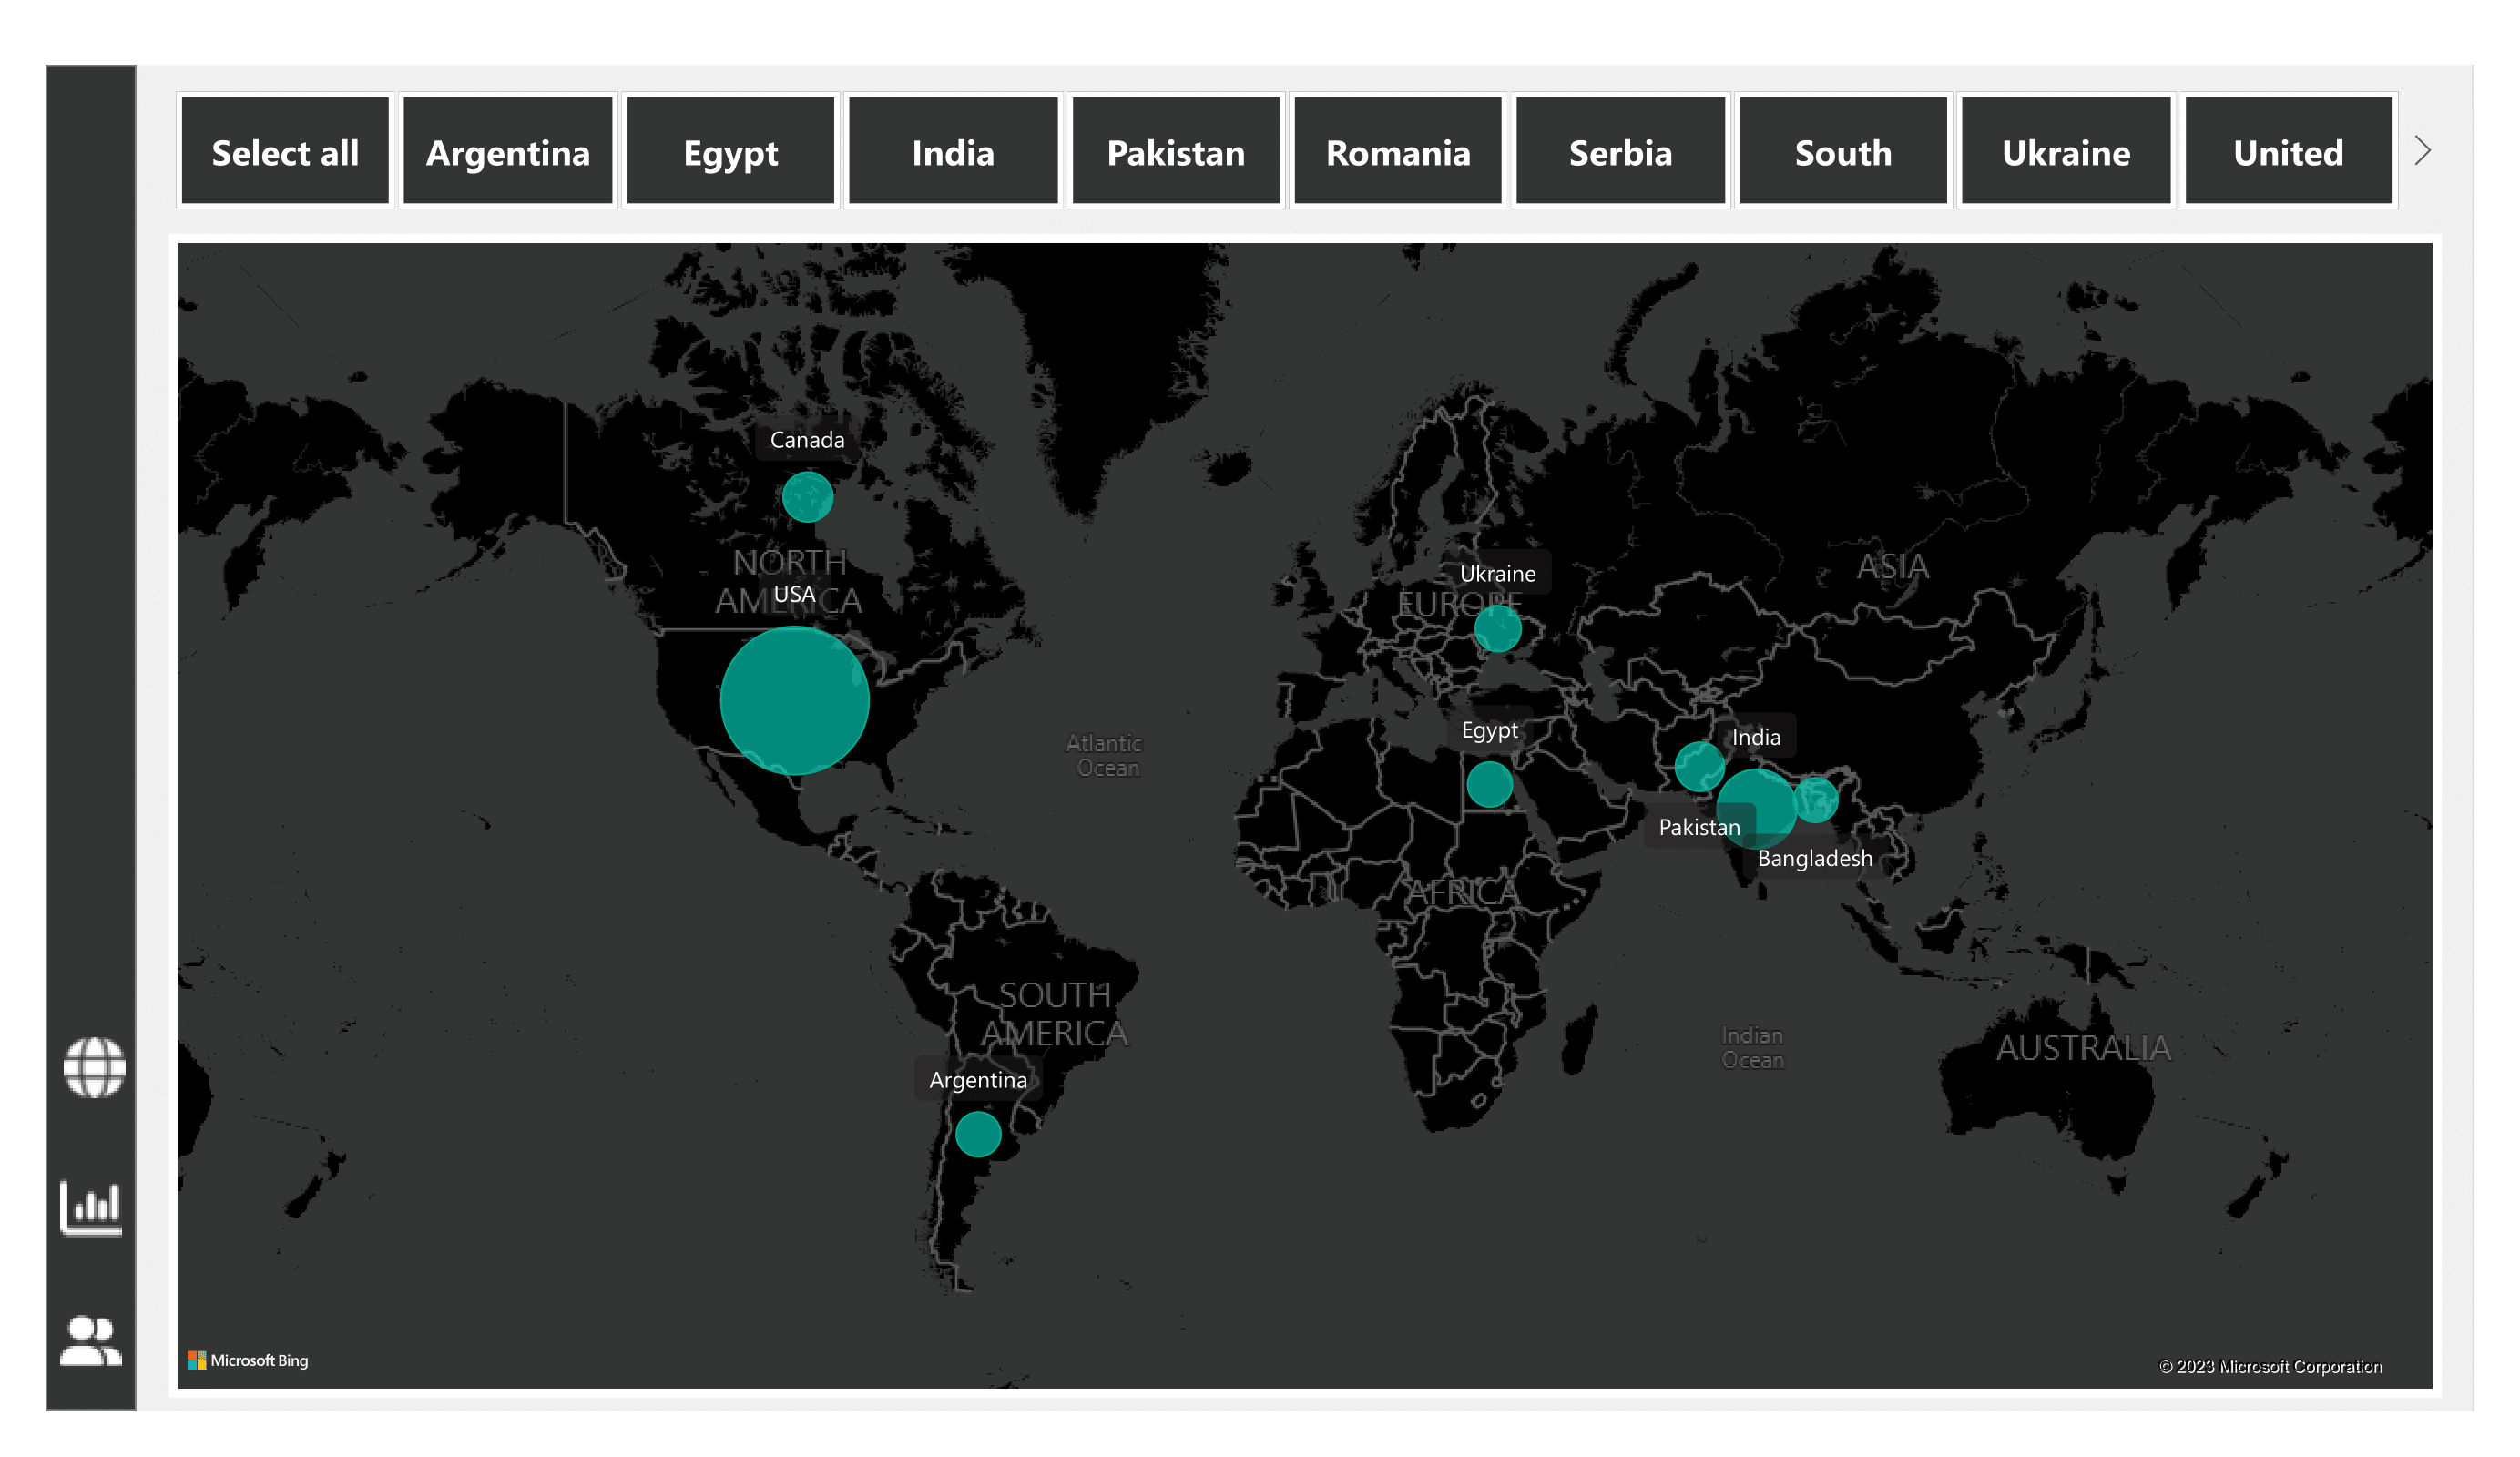 Select all
Argentina
Egypt
India
Pakistan
Romania
Serbia
South
Ukraine
United
Canada
NORTH
AMERICA
USA
Ukraine
EUROPE
ASIA
Atlantic
Ocean
Egypt
India
Pakistan
Bangladesh
AFRICA
SOUTH
AMERICA
Indian
Ocean
AUSTRALIA
Argentina
Microsoft Bing
© 2023 Microsoft Corporation